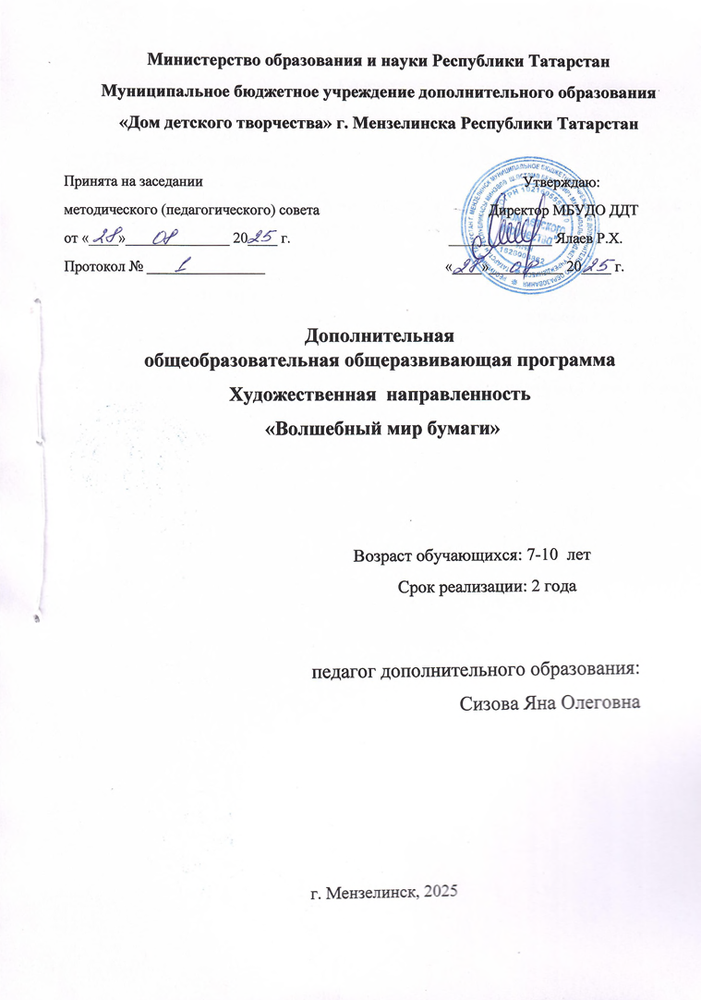 Министерство образования и науки Республики Татарстан
Муниципальное бюджетное учреждение дополнительного образования
«Дом детского творчества» г. Мензелинска Республики Татарстан
Принята на заседании
методического (педагогического) совета
от «28» 08 2025 г.
Протокол № 1
Утверждаю:
Директор МБУДО ДДТ
Ялаев Р.Х.
«28» 08 2025 г.
Дополнительная
общеобразовательная общеразвивающая программа
Художественная направленность
«Волшебный мир бумаги»
Возраст обучающихся: 7-10 лет
Срок реализации: 2 года
педагог дополнительного образования:
Сизова Яна Олеговна
г. Мензелинск, 2025